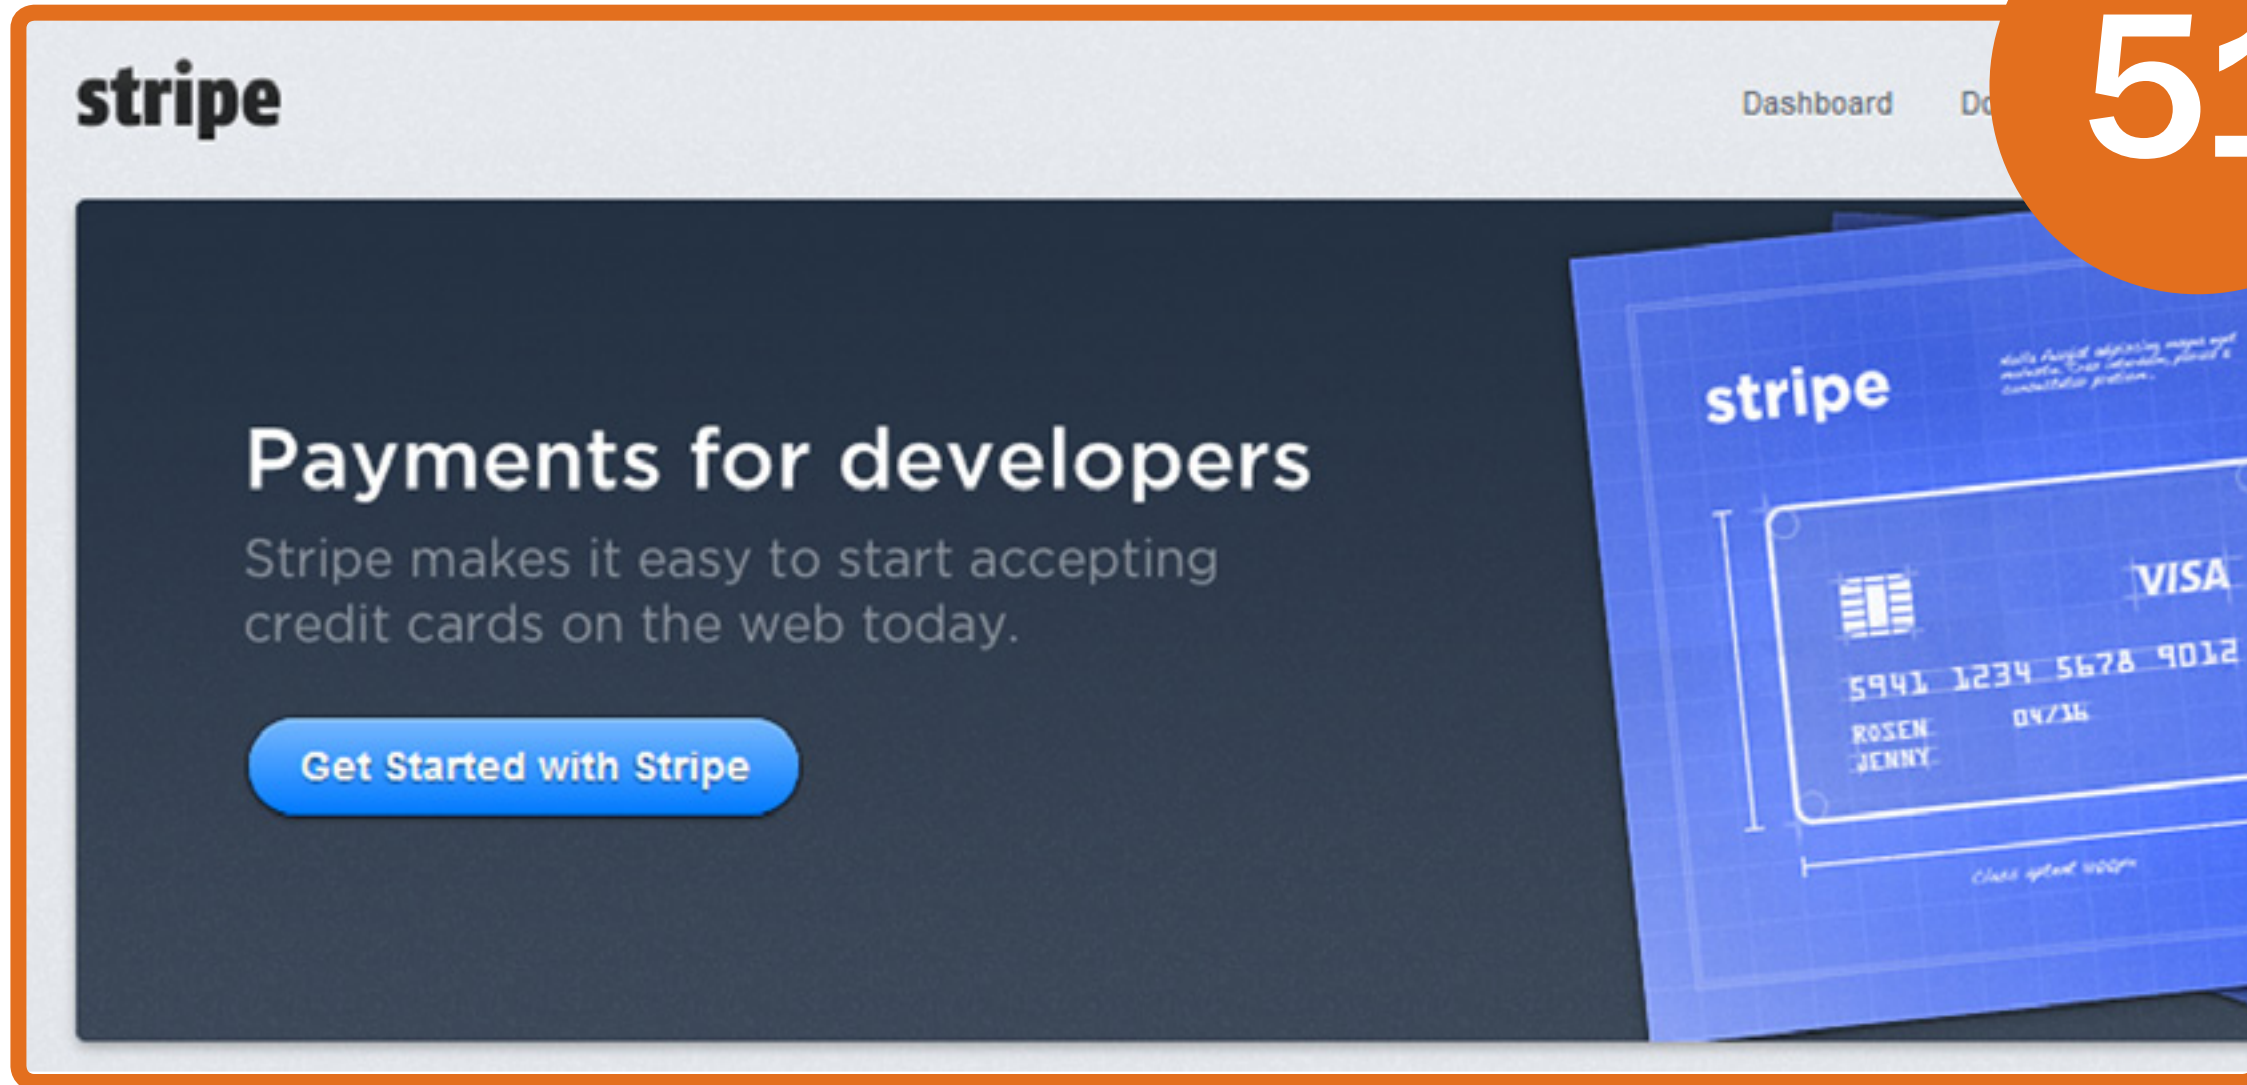 stripe
Dashboard
51
Payments for developers
Stripe makes it easy to start accepting
credit cards on the web today.
Get Started with Stripe
stripe
VISA
5941 1234 5678 9012
ROSEN 04/16
JENNY